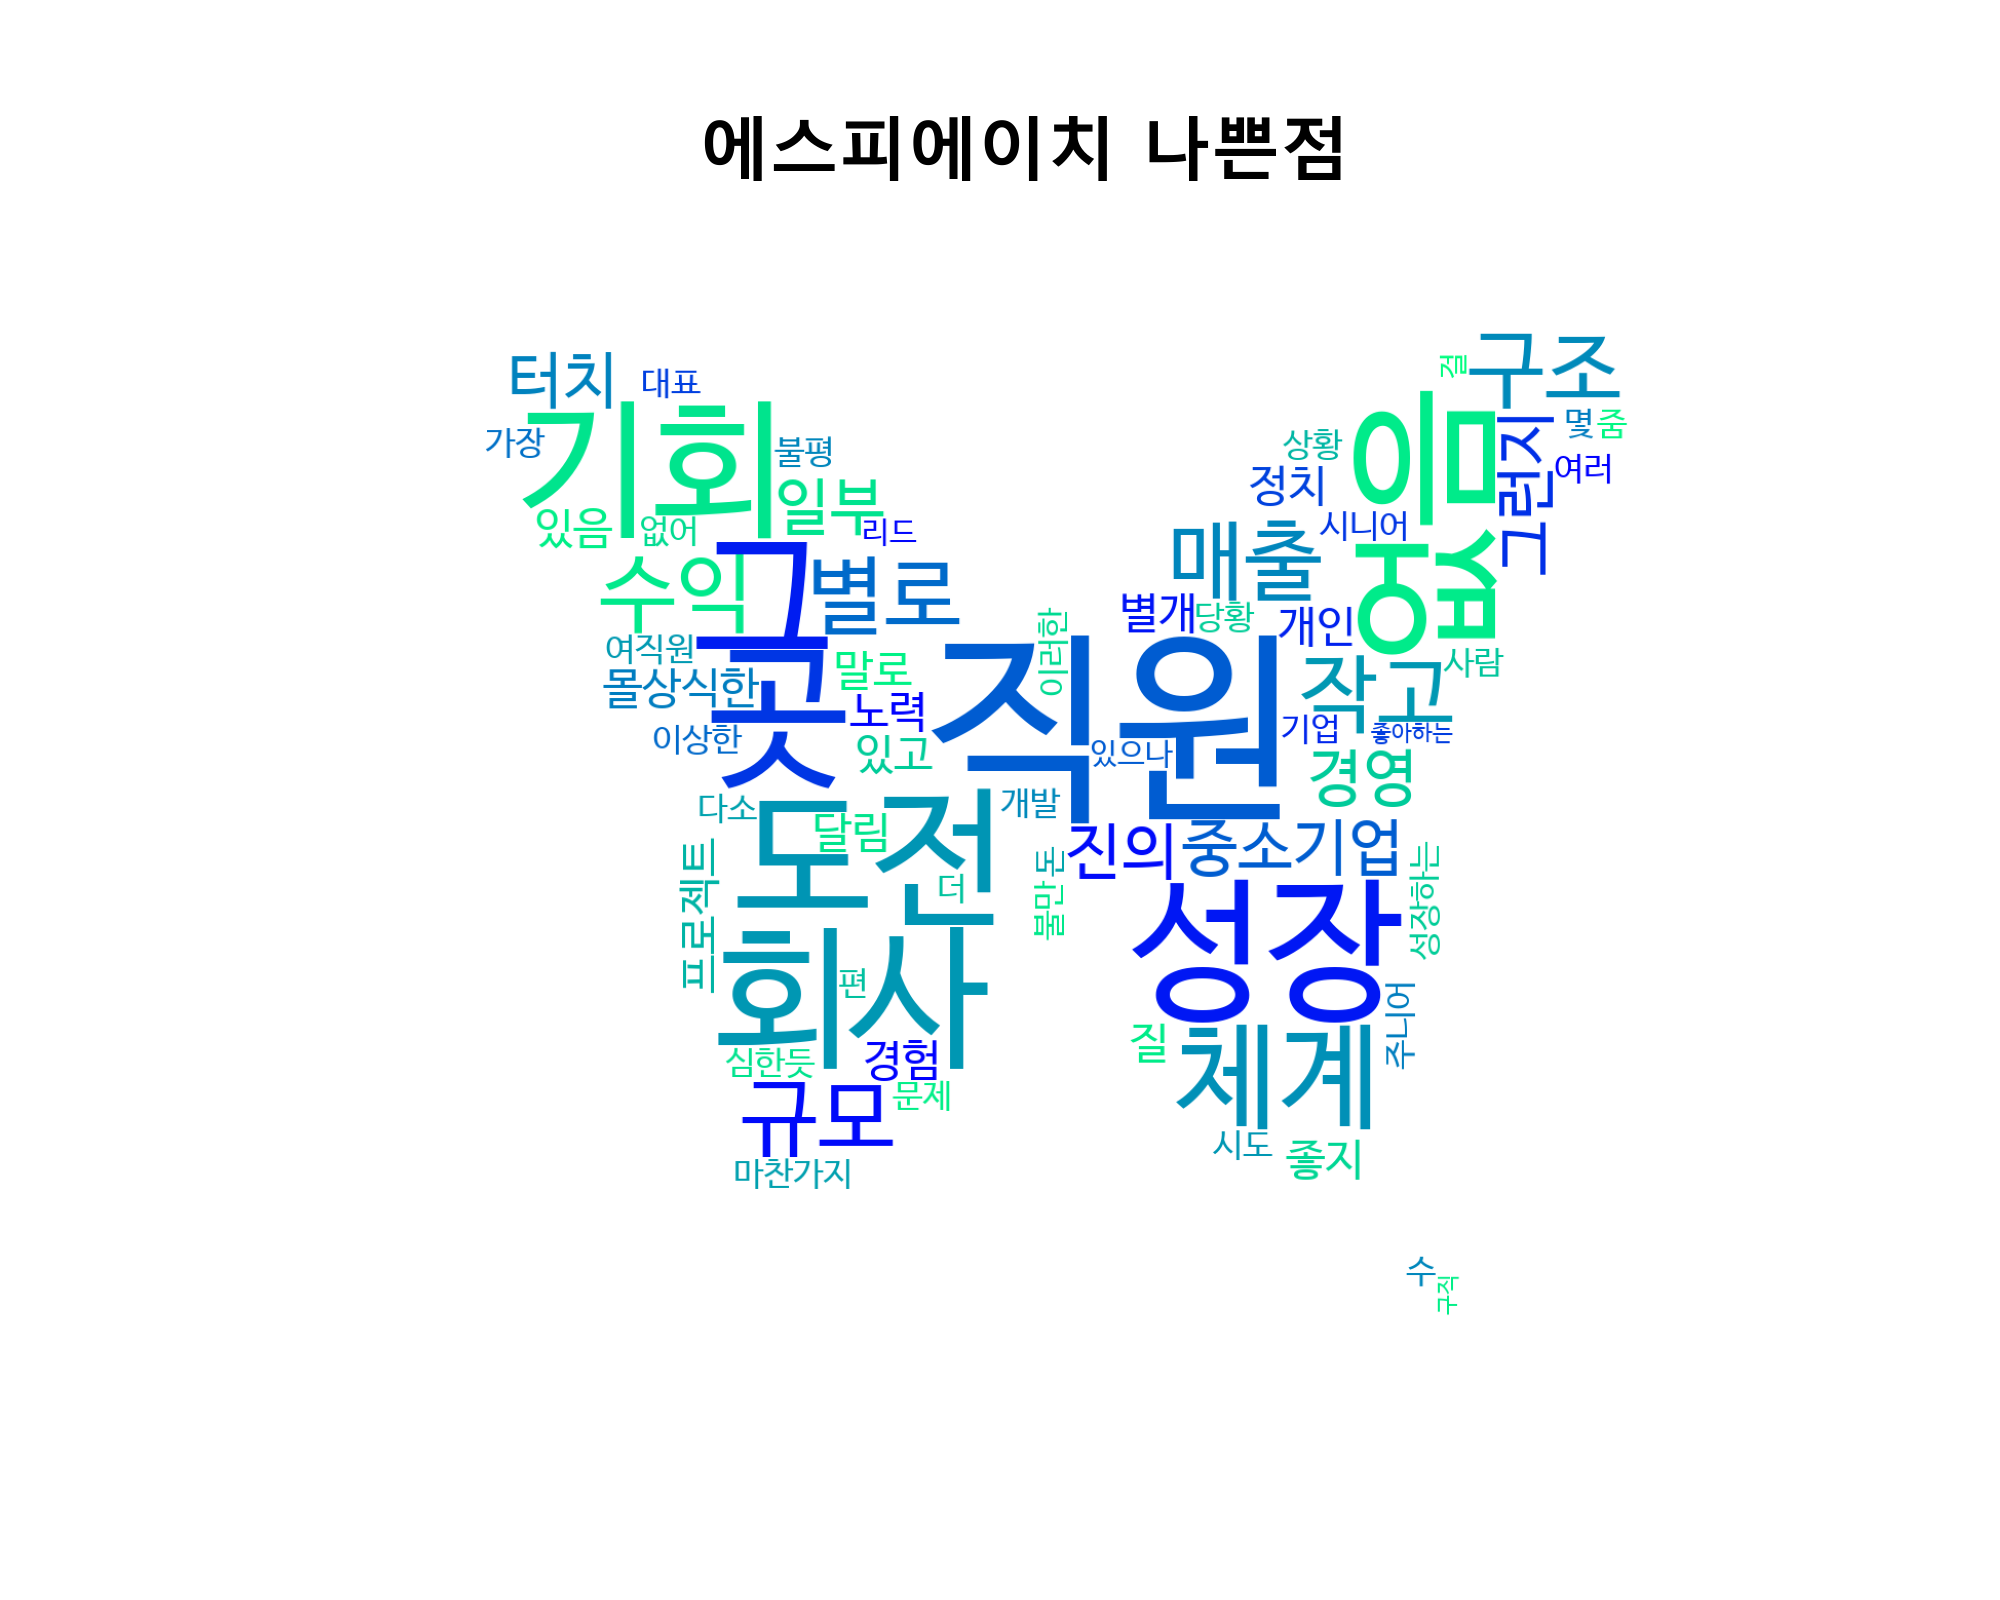 에스피에이치 나쁜점
구조
걸
터치
대표
기회
가장
불평
몇
줌
상황
없음
그런지
여러
정치
일부
있음
없어
리드
시니어
매출
수익
그
별로
별개
당황
개인
이러한
여직원
곳
말로
직원
작고
사람
몰상식한
노력
기업
좋아하는
이상한
있고
있으나
경영
다소
도전
달림
개발
진의
중소기업
돈
더
불만
프로젝트
성장
성장하는
회사
편
심한듯
경험
질
체계
주니어
규모
문제
시도
좋지
마찬가지
수
구직